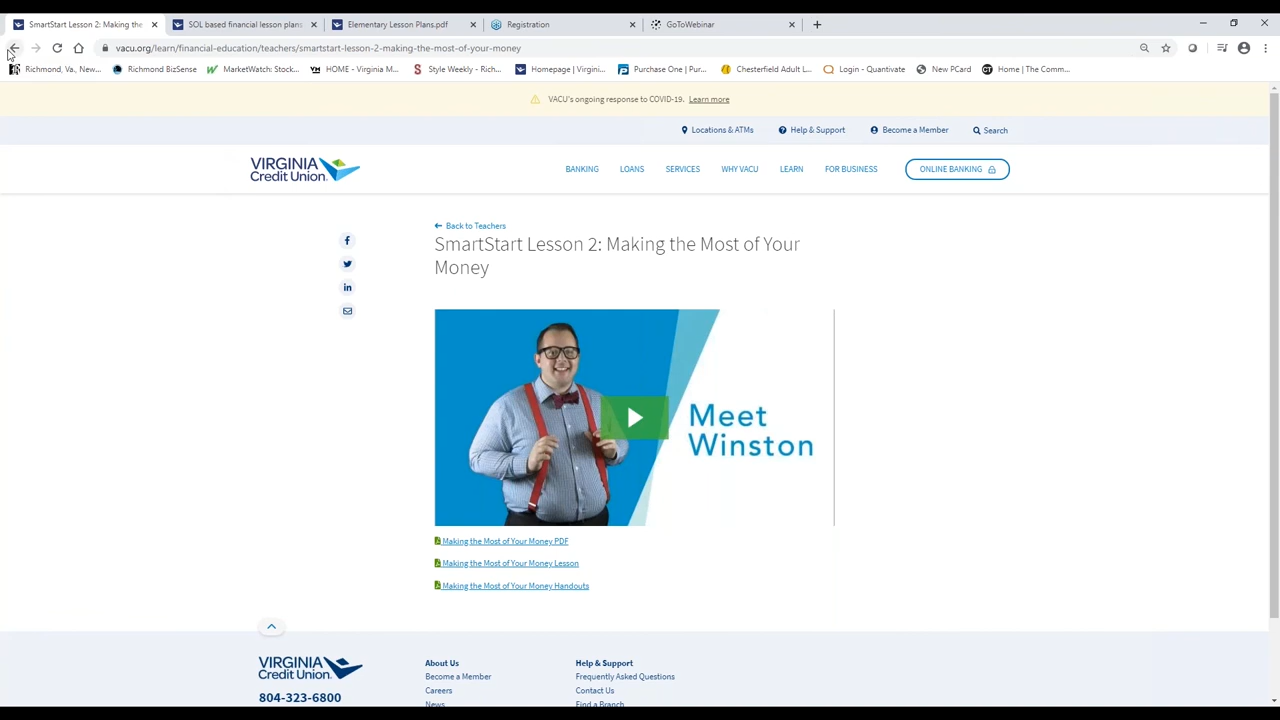 SmartStart Lesson 2: Making the
SOL based financial lesson plans
Elementary Lesson Plans.pdf
Registration
GoToWebinar
vacu.org/learn/financial-education/teachers/smartstart-lesson-2-making-the-most-of-your-money
Richmond, Va., New...
Richmond BizSense
MarketWatch: Stock...
HOME - Virginia M...
Style Weekly - Rich...
Homepage | Virgini...
Purchase One | Pur...
Chesterfield Adult L...
Login - Quantivate
New PCard
Home | The Comm...
VACU's ongoing response to COVID-19. Learn more
Locations & ATMs
Help & Support
Become a Member
Search
VIRGINIA
Credit Union
BANKING
LOANS
SERVICES
WHY VACU
LEARN
FOR BUSINESS
ONLINE BANKING
Back to Teachers
SmartStart Lesson 2: Making the Most of Your
Money
Meet
Winston
Making the Most of Your Money PDF
Making the Most of Your Money Lesson
Making the Most of Your Money Handouts
VIRGINIA
Credit Union
804-323-6800
About Us
Become a Member
Careers
News
Help & Support
Frequently Asked Questions
Contact Us
Find a Branch